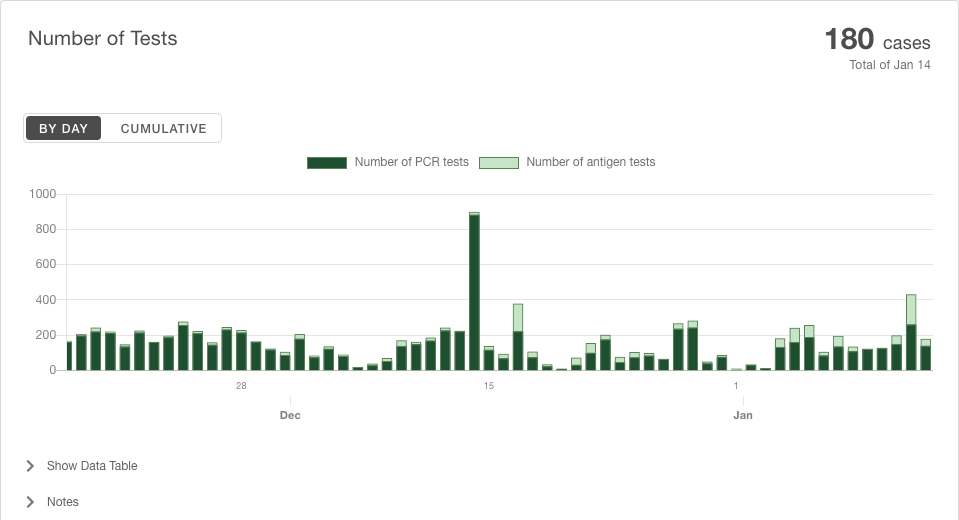 Number of Tests
180 cases
Total of Jan 14
BY DAY CUMULATIVE
Number of PCR tests Number of antigen tests
1000
800
600
400
200
0
28 15 1
Dec Jan
Show Data Table
Notes